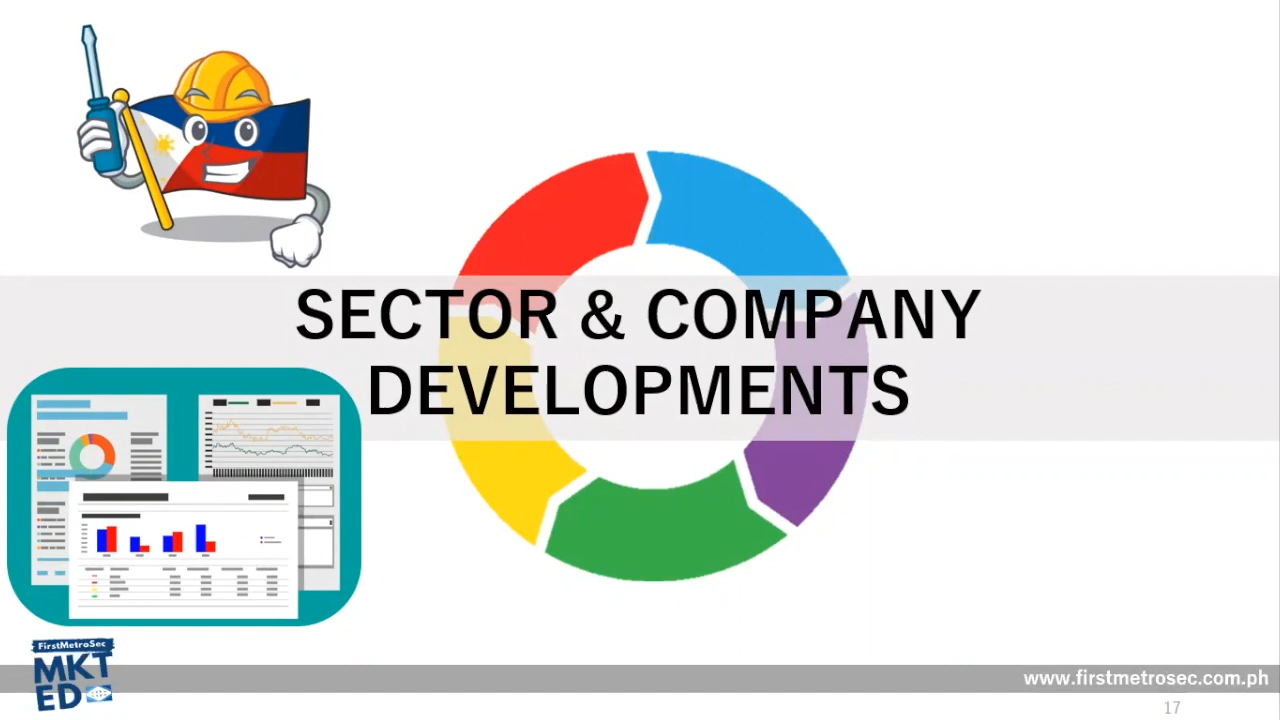 SECTOR & COMPANY
DEVELOPMENTS
FirstMetroSec
MKT
ED
www.firstmetrosec.com.ph
17